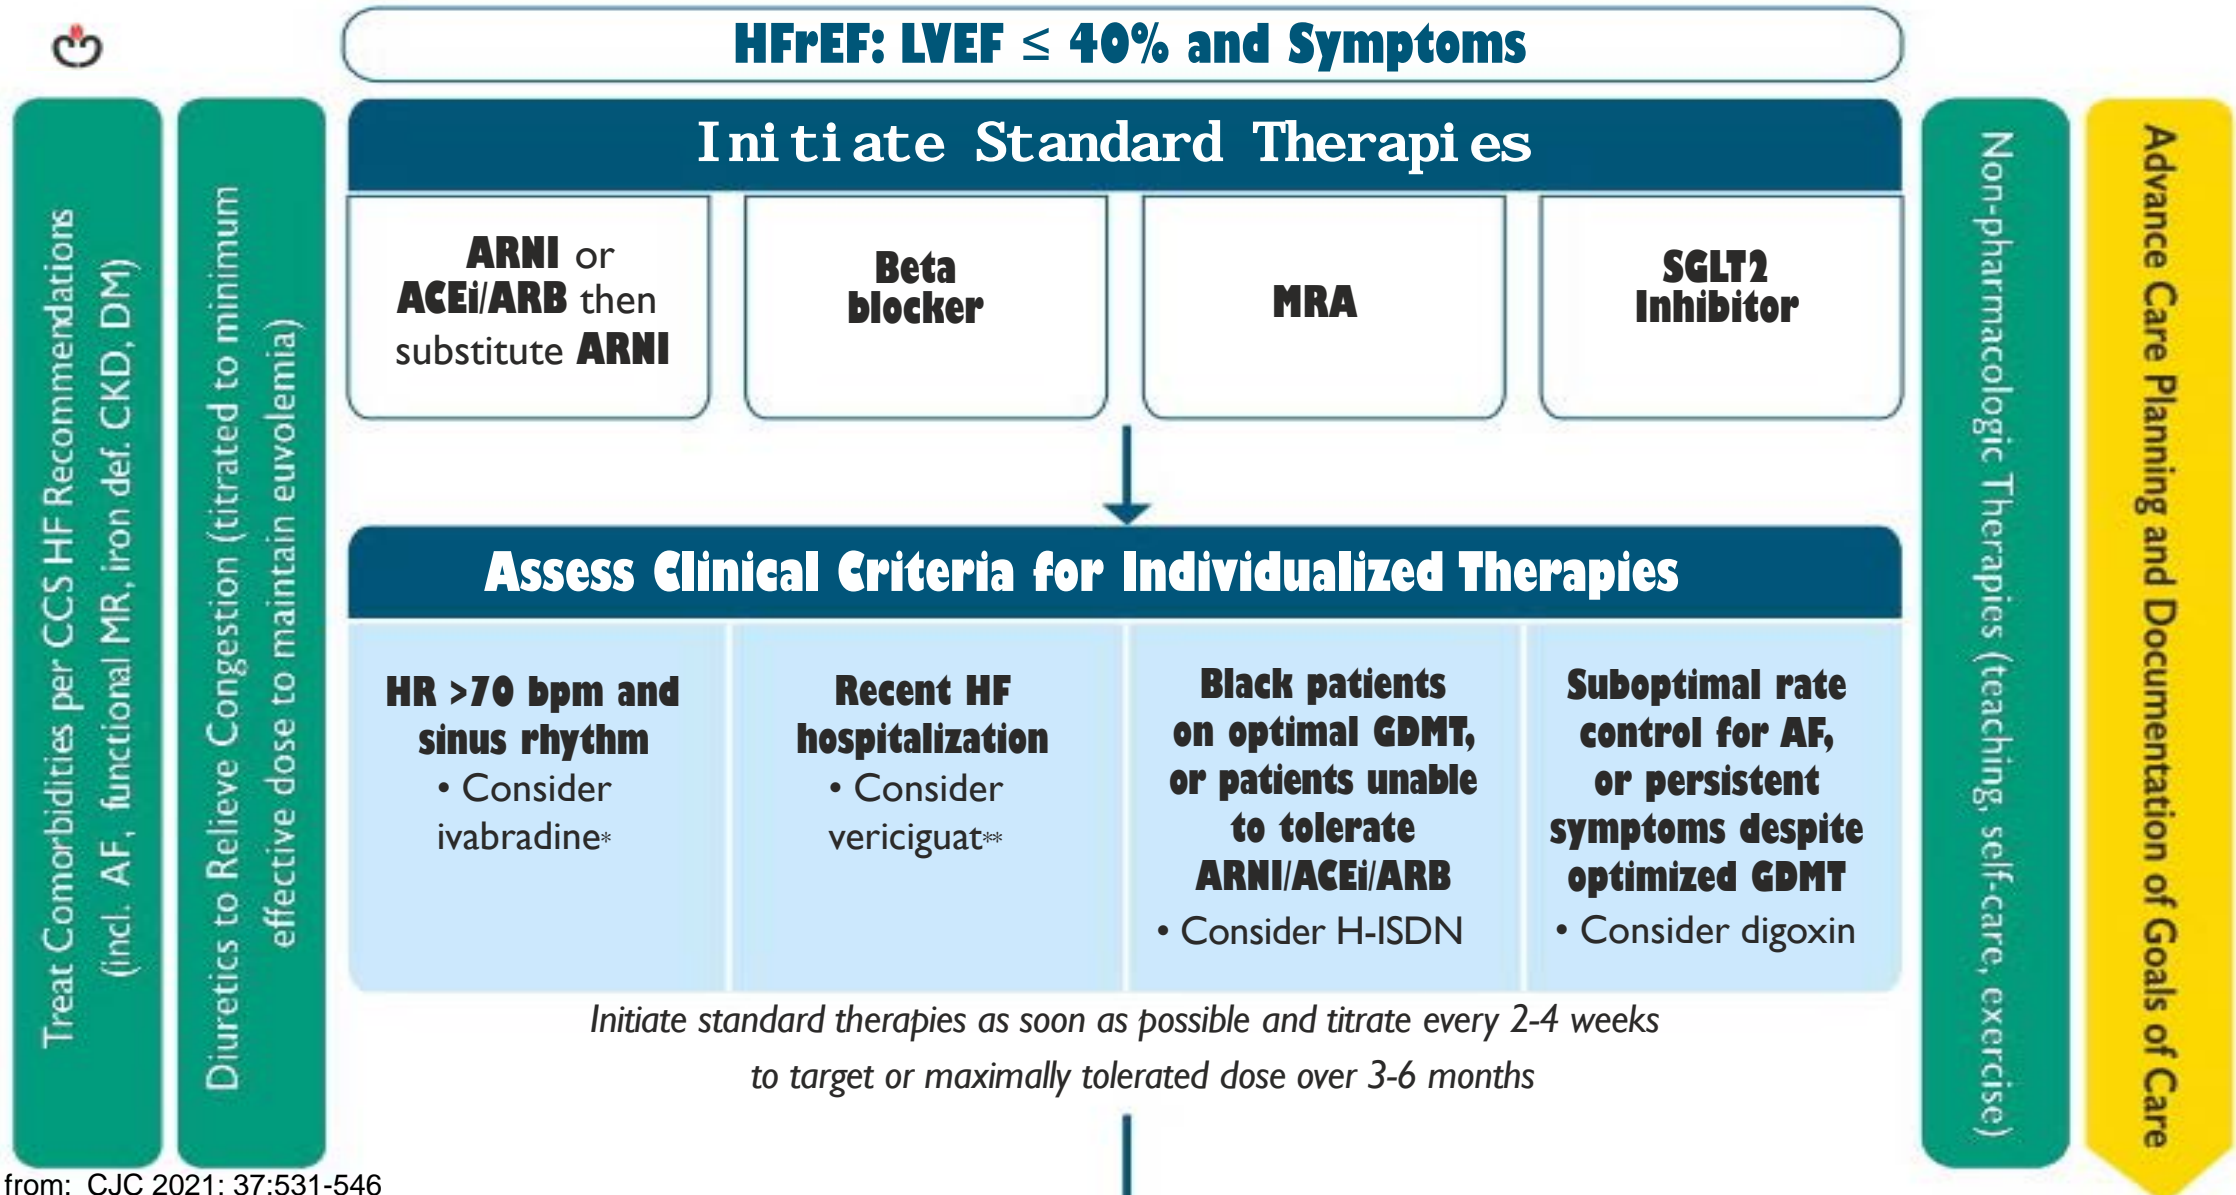 HFrEF: LVEF ≤ 40% and Symptoms
Initiate Standard Therapies
ARNI or
ACEi/ARB then
substitute ARNI
Beta
blocker
MRA
SGLT2
Inhibitor
Assess Clinical Criteria for Individualized Therapies
HR >70 bpm and
sinus rhythm
• Consider
ivabradine*
Recent HF
hospitalization
• Consider
vericiguat**
Black patients
on optimal GDMT,
or patients unable
to tolerate
ARNI/ACEi/ARB
• Consider H-ISDN
Suboptimal rate
control for AF,
or persistent
symptoms despite
optimized GDMT
• Consider digoxin
Initiate standard therapies as soon as possible and titrate every 2-4 weeks
to target or maximally tolerated dose over 3-6 months
Treat Comorbidities per CCS HF Recommendations
(incl. AF, functional MR, iron def. CKD, DM)
Diuretics to Relieve Congestion (titrated to minimum
effective dose to maintain euvolemia)
Non-pharmacologic Therapies (teaching, self-care, exercise)
Advance Care Planning and Documentation of Goals of Care
from: CJC 2021: 37:531-546